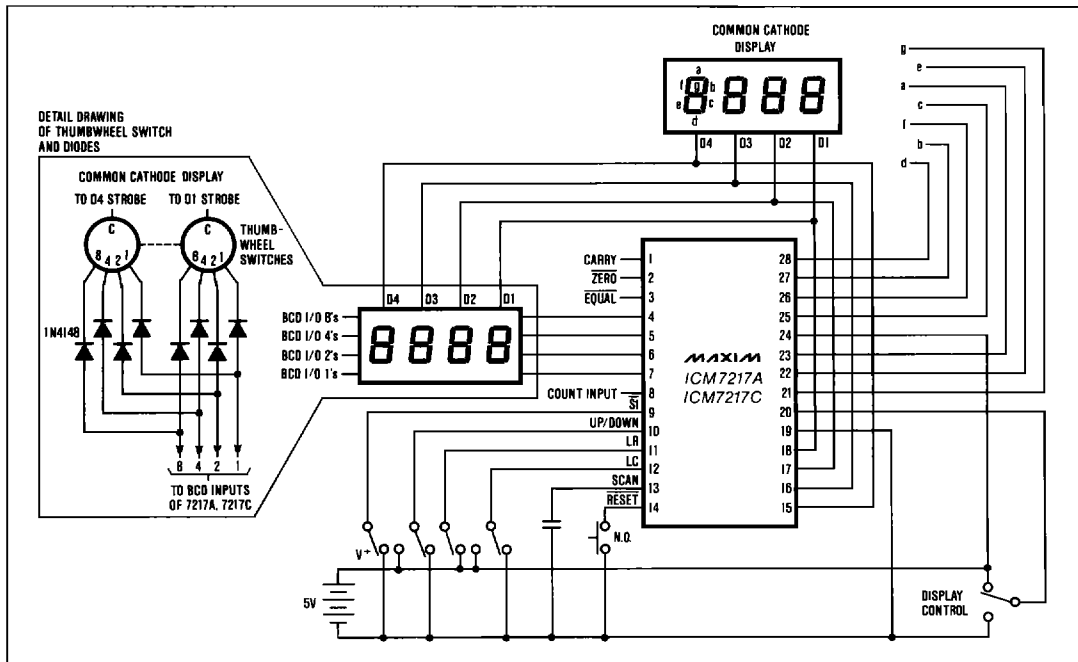 COMMON CATHODE
DISPLAY
a
f g b
e c
d
D4 D3 D2 D1
g
e
a
c
f
b
d
DETAIL DRAWING
OF THUMBWHEEL SWITCH
AND DIODES
COMMON CATHODE DISPLAY
TO D4 STROBE TO D1 STROBE
C C
8 4 2 1 8 4 2 1
THUMB-
WHEEL
SWITCHES
1N4148
8 4 2 1
TO BCD INPUTS
OF 7217A, 7217C
D4 D3 D2 D1
BCD I/O 8's
BCD I/O 4's
BCD I/O 2's
BCD I/O 1's
CARRY 1
ZERO 2
EQUAL 3
4
5
6
7
COUNT INPUT 8
SI 9
UP/DOWN 10
LR 11
LC 12
SCAN 13
RESET 14
MAXIM
ICM7217A
ICM7217C
28
27
26
25
24
23
22
21
20
19
18
17
16
15
N.O.
V+
5V
DISPLAY
CONTROL